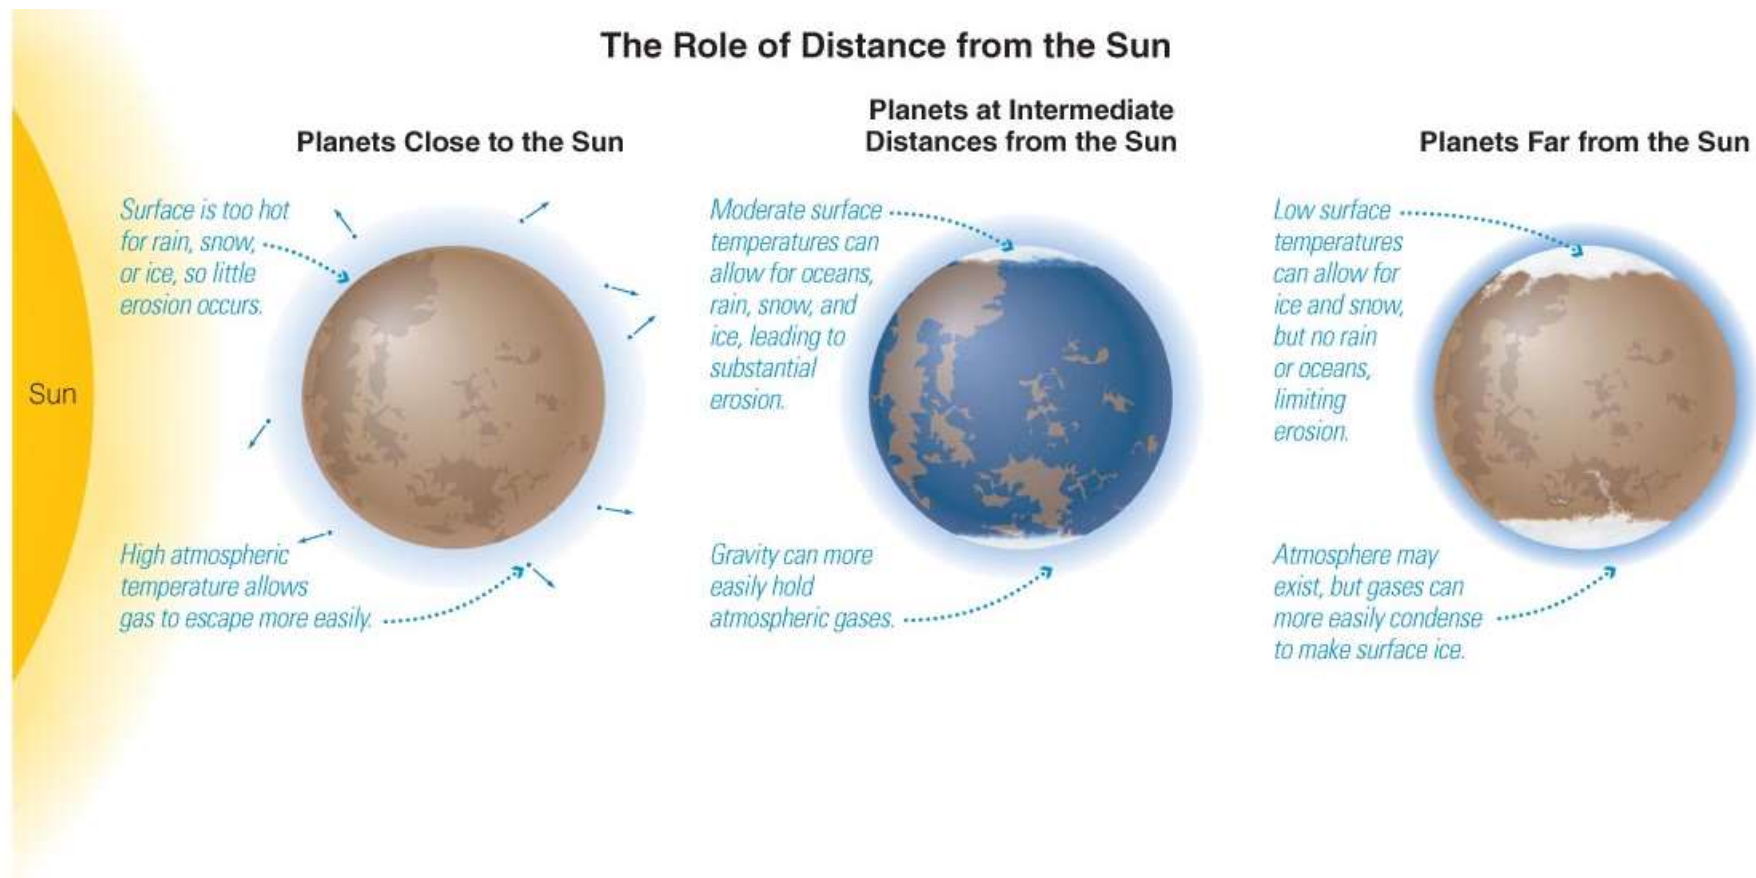 The Role of Distance from the Sun
Planets Close to the Sun
Planets at Intermediate
Distances from the Sun
Planets Far from the Sun
Surface is too hot
for rain, snow,
or ice, so little
erosion occurs.
Moderate surface
temperatures can
allow for oceans,
rain, snow, and
ice, leading to
substantial
erosion.
Low surface
temperatures
can allow for
ice and snow,
but no rain
or oceans,
limiting
erosion.
Sun
High atmospheric
temperature allows
gas to escape more easily.
Gravity can more
easily hold
atmospheric gases.
Atmosphere may
exist, but gases can
more easily condense
to make surface ice.